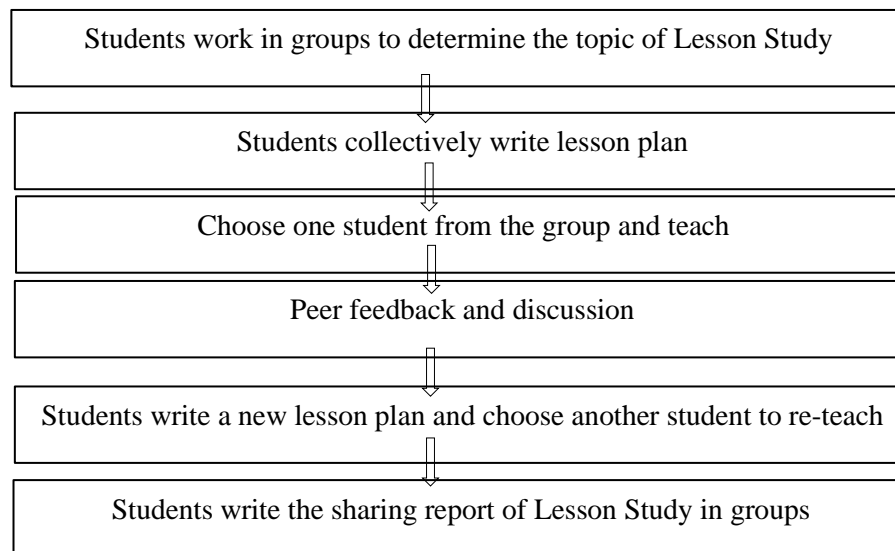 Students work in groups to determine the topic of Lesson Study
Students collectively write lesson plan
Choose one student from the group and teach
Peer feedback and discussion
Students write a new lesson plan and choose another student to re-teach
Students write the sharing report of Lesson Study in groups